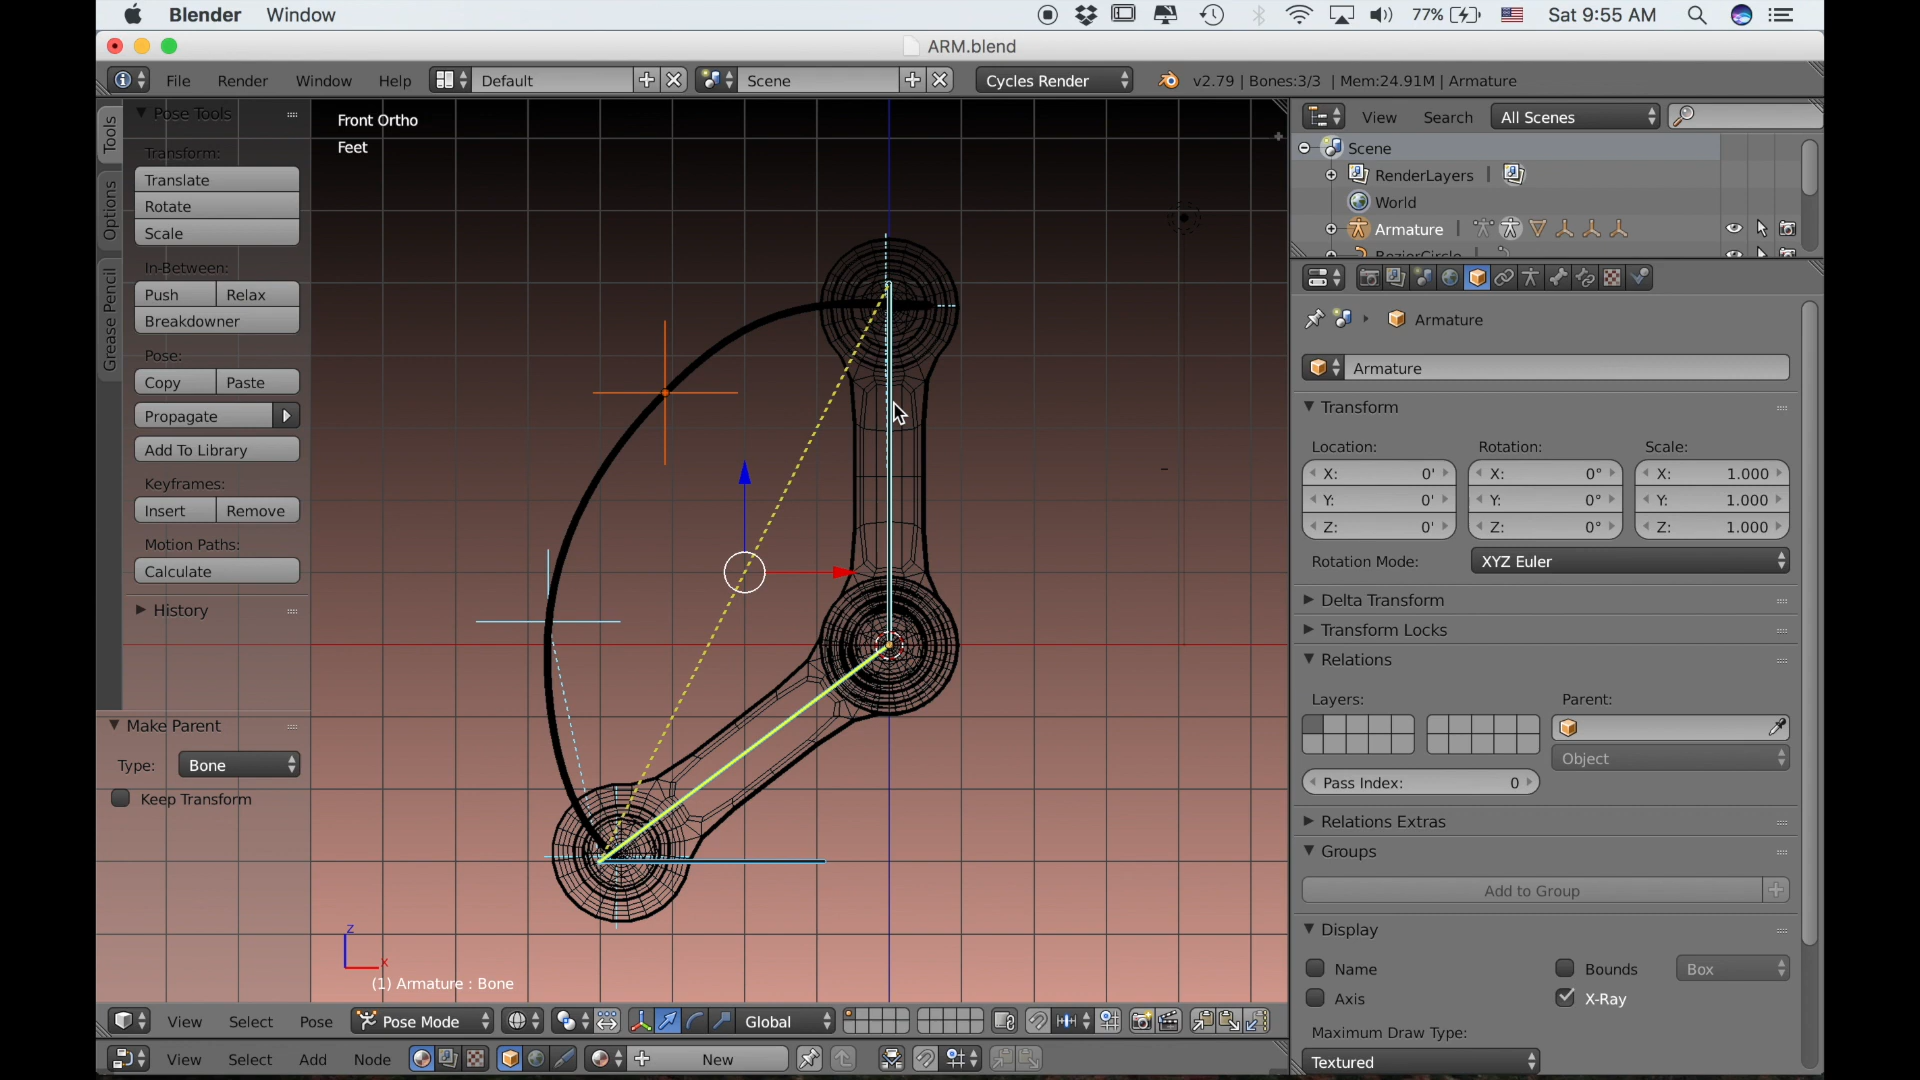 Blender Window
77% Sat 9:55 AM
ARM.blend
File Render Window Help Default Scene Cycles Render v2.79 | Bones:3/3 | Mem:24.91M | Armature
Tools
Options
Grease Pencil
Pose Tools
Transform:
Translate
Rotate
Scale
In-Between:
Push Relax
Breakdowner
Pose:
Copy Paste
Propagate
Add To Library
Keyframes:
Insert Remove
Motion Paths:
Calculate
History
Make Parent
Type: Bone
Keep Transform
Front Ortho
Feet
z
x
(1) Armature : Bone
View Select Pose Pose Mode Global
View Select Add Node New
View Search All Scenes
Scene
RenderLayers |
World
Armature |
BezierCircle
Armature
Armature
Transform
Location: Rotation: Scale:
X: 0' X: 0° X: 1.000
Y: 0' Y: 0° Y: 1.000
Z: 0' Z: 0° Z: 1.000
Rotation Mode: XYZ Euler
Delta Transform
Transform Locks
Relations
Layers: Parent:
Object
Pass Index: 0
Relations Extras
Groups
Add to Group
Display
Name Bounds Box
Axis X-Ray
Maximum Draw Type:
Textured